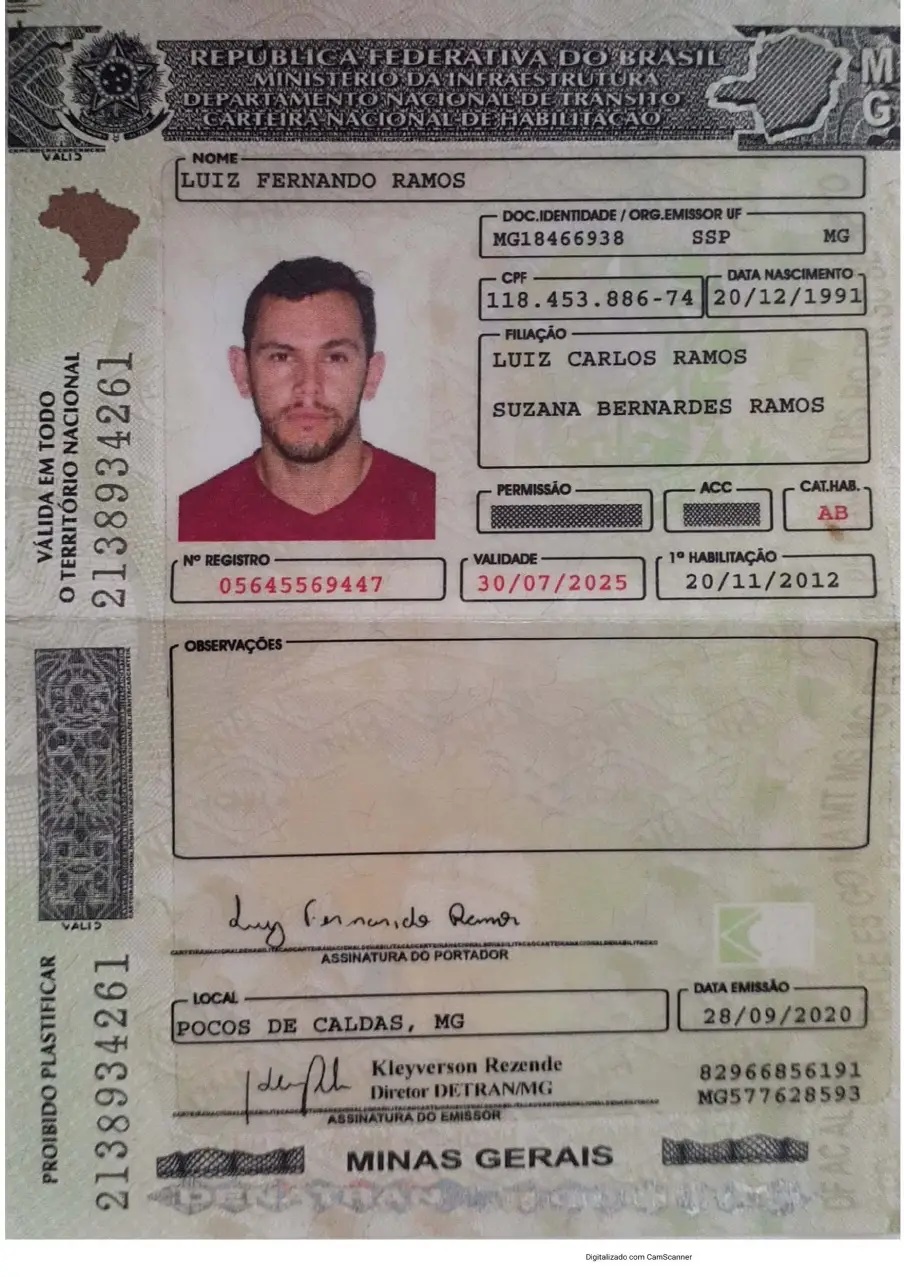 REPÚBLICA FEDERATIVA DO BRASIL
MINISTÉRIO DA INFRAESTRUTURA
DEPARTAMENTO NACIONAL DE TRÂNSITO
CARTEIRA NACIONAL DE HABILITAÇÃO
MG
NOME
LUIZ FERNANDO RAMOS
DOC.IDENTIDADE / ORG.EMISSOR UF
MG18466938 SSP MG
CPF
118.453.886-74
DATA NASCIMENTO
20/12/1991
FILIAÇÃO
LUIZ CARLOS RAMOS
SUZANA BERNARDES RAMOS
PERMISSÃO
ACC
CAT.HAB.
AB
Nº REGISTRO
05645569447
VALIDADE
30/07/2025
1ª HABILITAÇÃO
20/11/2012
VÁLIDA EM TODO
O TERRITÓRIO NACIONAL
2138934261
OBSERVAÇÕES
Luiz Fernando Ramos
ASSINATURA DO PORTADOR
LOCAL
POCOS DE CALDAS, MG
DATA EMISSÃO
28/09/2020
Kleyverson Rezende
Diretor DETRAN/MG
ASSINATURA DO EMISSOR
82966856191
MG577628593
PROIBIDO PLASTIFICAR
2138934261
MINAS GERAIS
Digitalizado com CamScanner